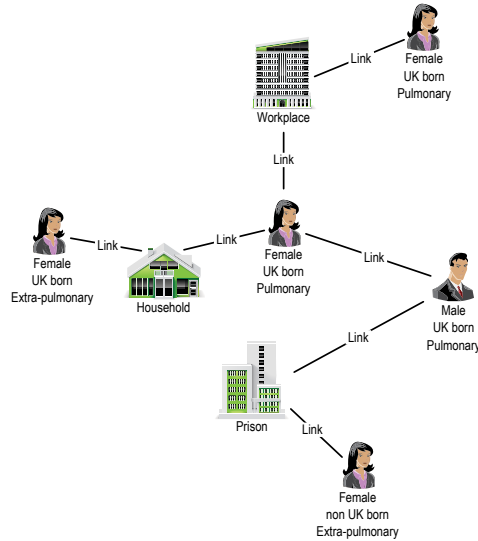 Link
Female
UK born
Pulmonary
Workplace
Link
Link
Female
UK born
Extra-pulmonary
Link
Household
Female
UK born
Pulmonary
Link
Male
UK born
Pulmonary
Link
Prison
Link
Female
non UK born
Extra-pulmonary